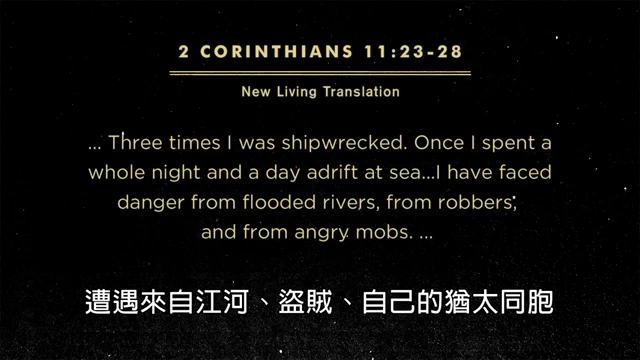 2 CORINTHIANS 11:23-28
New Living Translation
... Three times I was shipwrecked. Once I spent a
whole night and a day adrift at sea...I have faced
danger from flooded rivers, from robbers,
and from angry mobs. ...
遭遇來自江河、盜賊、自己的猶太同胞